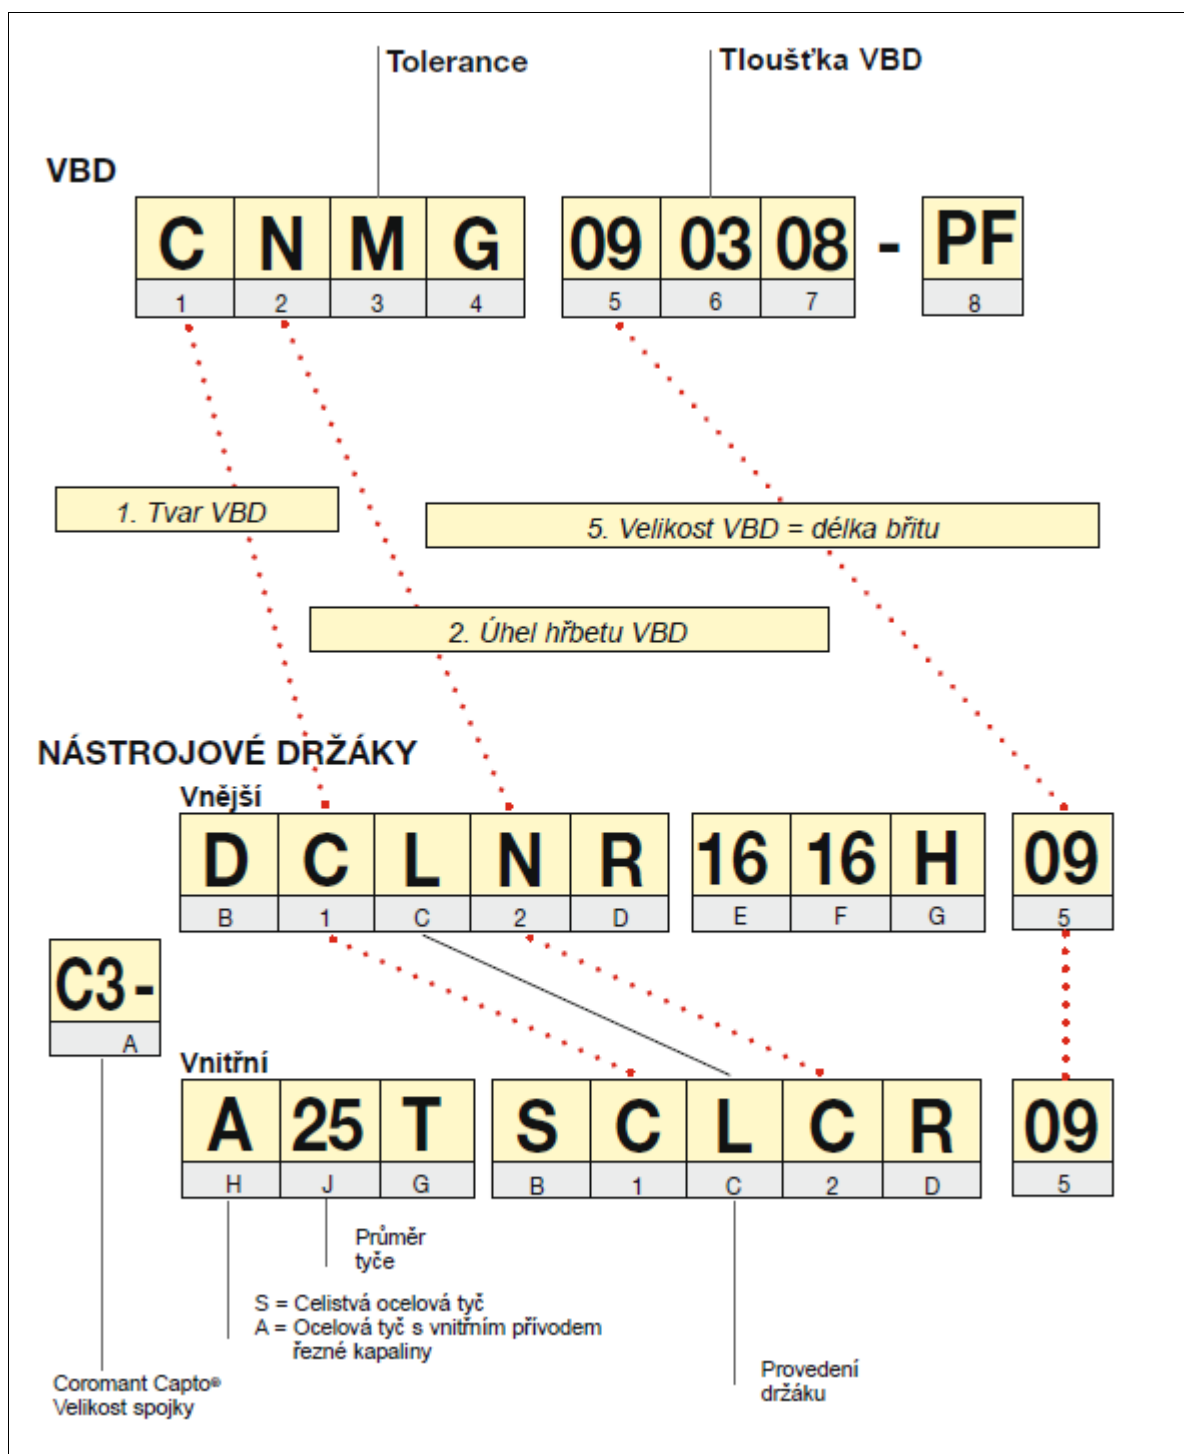 Tolerance
Tloušťka VBD
VBD
C N M G 09 03 08 - PF
1 2 3 4 5 6 7 8
1. Tvar VBD
5. Velikost VBD = délka břitu
2. Úhel hřbetu VBD
NÁSTROJOVÉ DRŽÁKY
Vnější
D C L N R 16 16 H 09
B 1 C 2 D E F G 5
C3-
A
Vnitřní
A 25 T S C L C R 09
H J G B 1 C 2 D 5
Průměr
tyče
S = Celistvá ocelová tyč
A = Ocelová tyč s vnitřním přívodem
řezné kapaliny
Provedení
držáku
Coromant Capto®
Velikost spojky